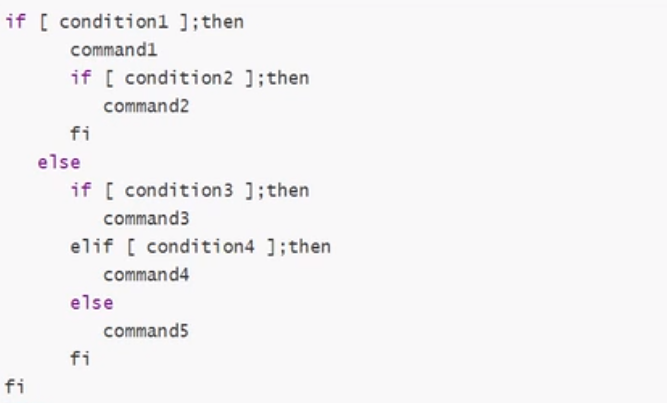 if [ condition1 ];then
command1
if [ condition2 ];then
command2
fi
else
if [ condition3 ];then
command3
elif [ condition4 ];then
command4
else
command5
fi
fi